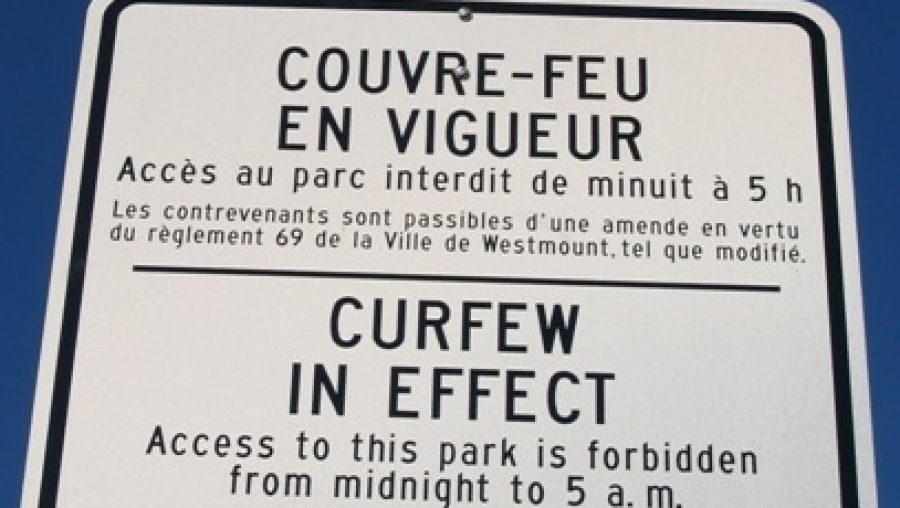 COUVRE-FEU
EN VIGUEUR
Accès au parc interdit de minuit à 5 h
Les contrevenants sont passibles d'une amende en vertu
du règlement 69 de la Ville de Westmount, tel que modifié.
CURFEW
IN EFFECT
Access to this park is forbidden
from midnight to 5 a.m.